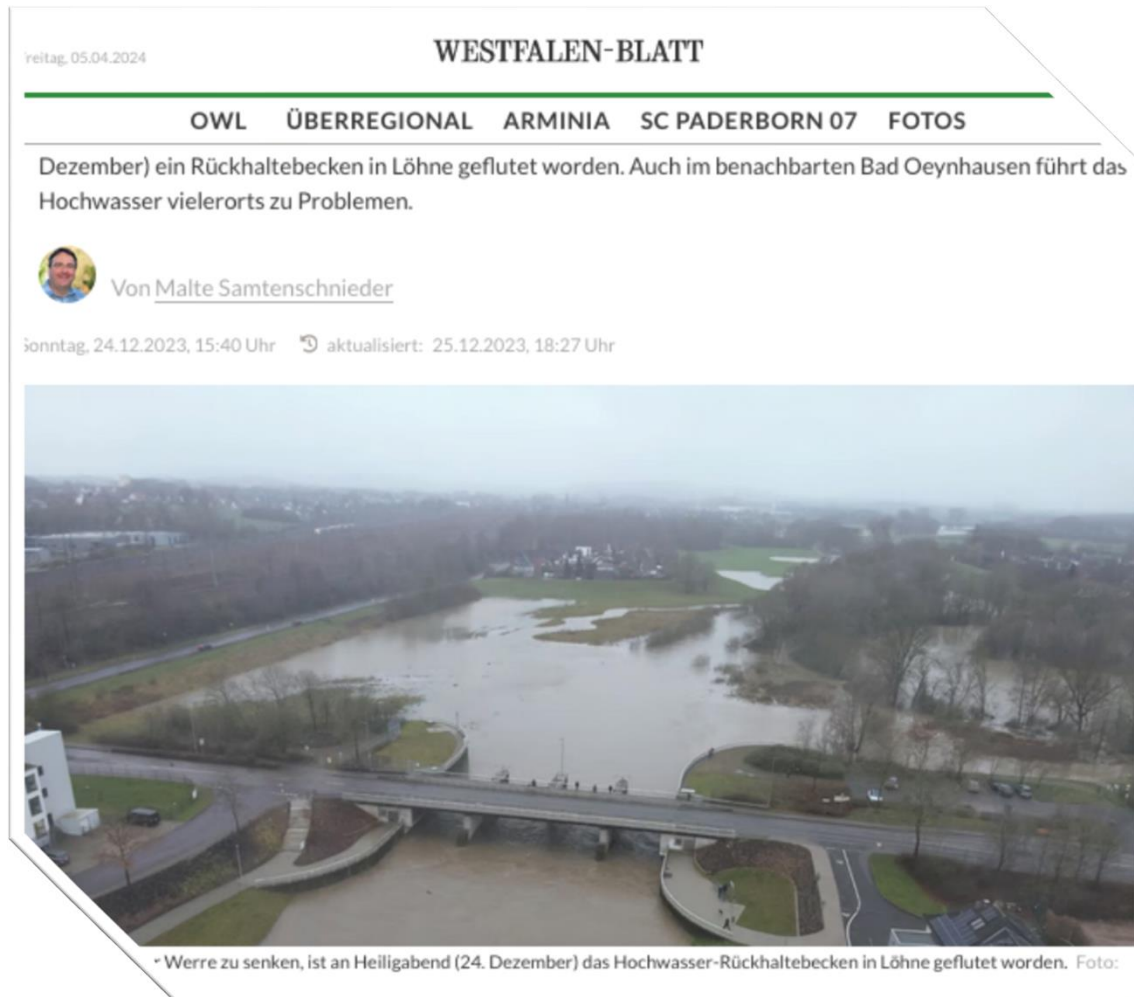 reitag, 05.04.2024
WESTFALEN-BLATT
OWL ÜBERREGIONAL ARMINIA SC PADERBORN 07 FOTOS
Dezember) ein Rückhaltebecken in Löhne geflutet worden. Auch im benachbarten Bad Oeynhausen führt das
Hochwasser vielerorts zu Problemen.
Von Malte Samtenschnieder
Sonntag, 24.12.2023, 15:40 Uhr aktualisiert: 25.12.2023, 18:27 Uhr
Werre zu senken, ist an Heiligabend (24. Dezember) das Hochwasser-Rückhaltebecken in Löhne geflutet worden. Foto: